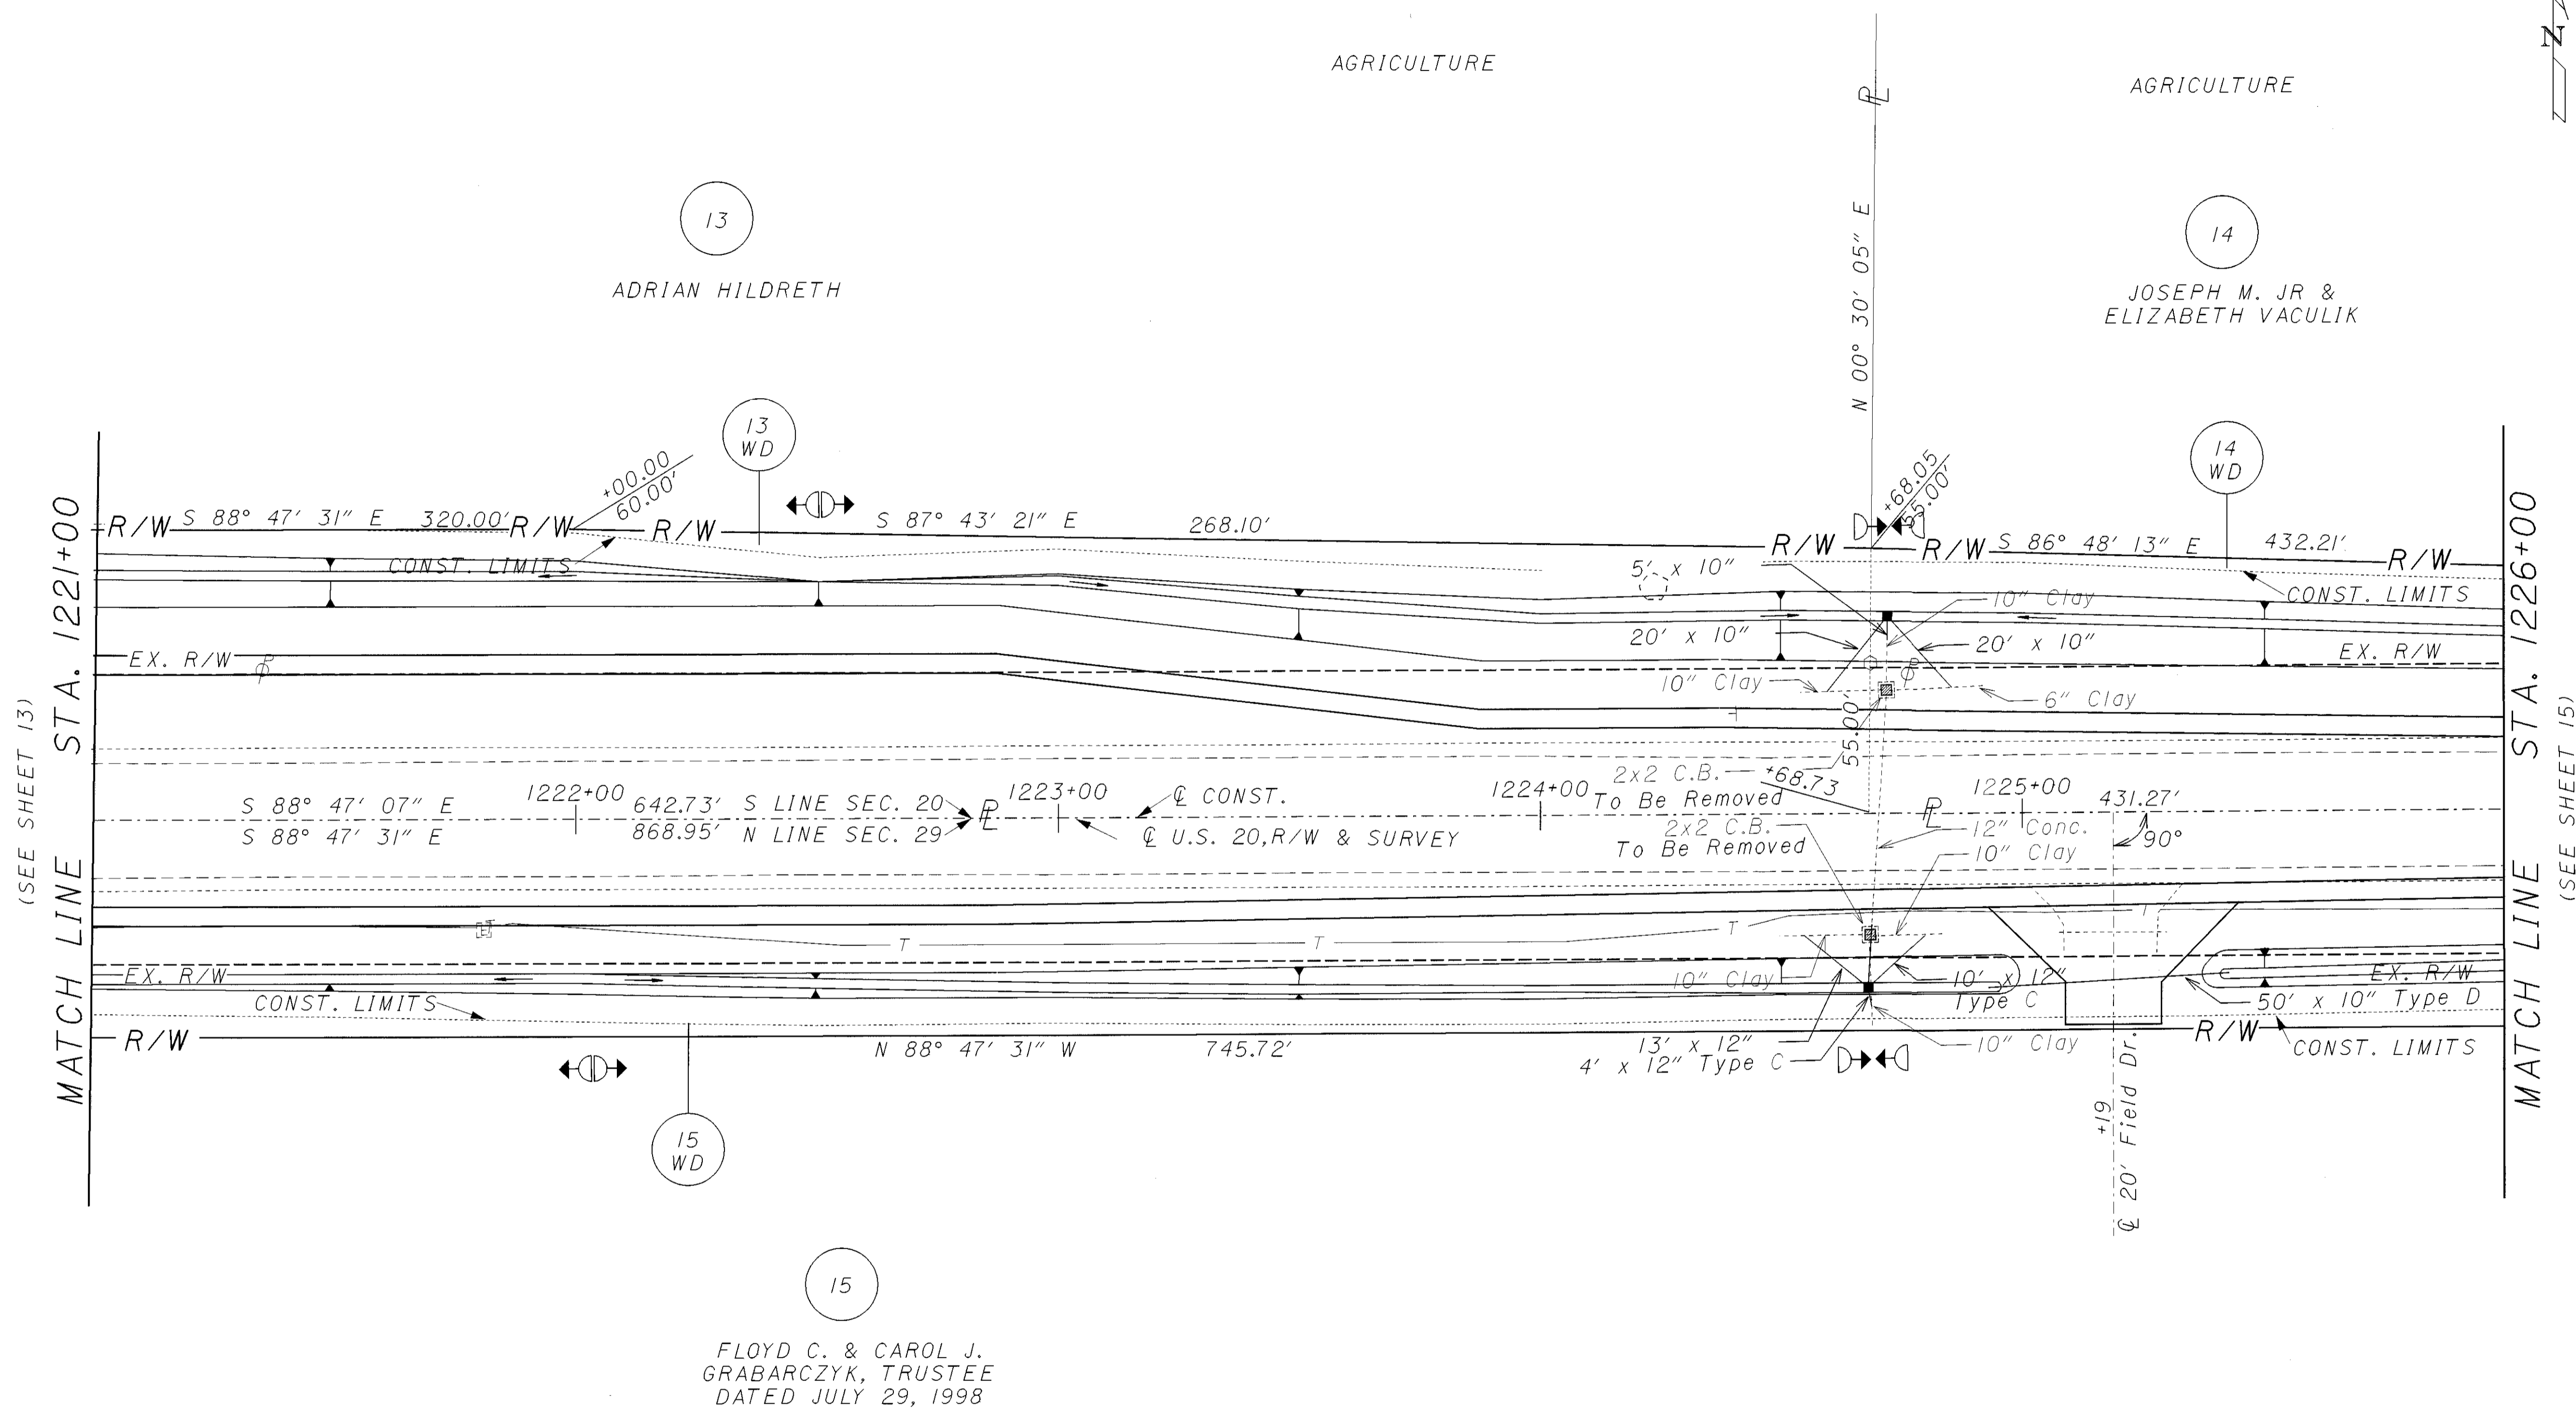 AGRICULTURE
AGRICULTURE
N
PL
13
ADRIAN HILDRETH
14
JOSEPH M. JR &
ELIZABETH VACULIK
N 00° 30' 05" E
13
WD
14
WD
+00.00
60.00'
+68.05
55.00'
R/W S 88° 47' 31" E 320.00' R/W R/W S 87° 43' 21" E 268.10' R/W R/W S 86° 48' 13" E 432.21' R/W
CONST. LIMITS
5' x 10"
10" Clay
CONST. LIMITS
20' x 10"
20' x 10"
EX. R/W
EX. R/W
10" Clay
6" Clay
55.00'
MATCH LINE STA. 1221+00
(SEE SHEET 13)
MATCH LINE STA. 1226+00
(SEE SHEET 15)
2x2 C.B.
To Be Removed
+68.73
1222+00
1223+00
1224+00
1225+00
S 88° 47' 07" E 642.73' S LINE SEC. 20
S 88° 47' 31" E 868.95' N LINE SEC. 29
PL
CL CONST.
CL U.S. 20,R/W & SURVEY
PL
431.27'
90°
2x2 C.B.
To Be Removed
12" Conc.
10" Clay
T T T T
EX. R/W
10" Clay
10' x 12"
Type C
EX. R/W
50' x 10" Type D
CONST. LIMITS
R/W
N 88° 47' 31" W 745.72'
13' x 12"
4' x 12" Type C
10" Clay
R/W
CONST. LIMITS
+19
CL 20' Field Dr.
15
WD
15
FLOYD C. & CAROL J.
GRABARCZYK, TRUSTEE
DATED JULY 29, 1998